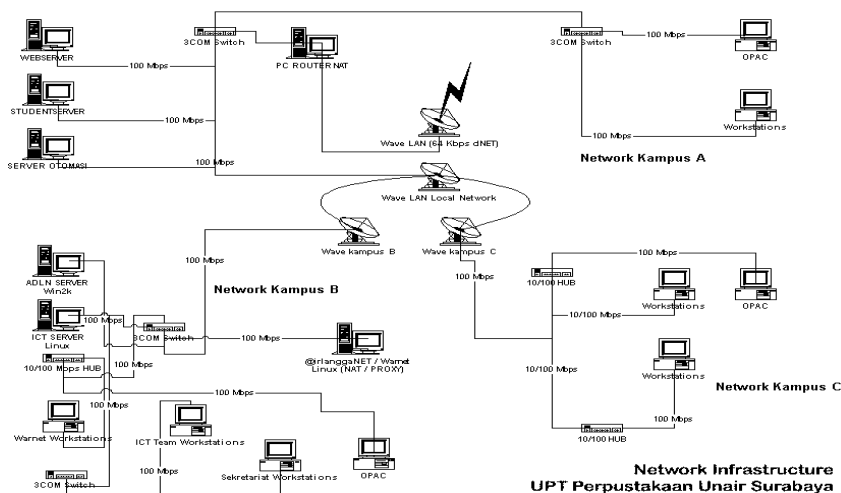 3COM Switch
WEBSERVER
100 Mbps
PC ROUTER NAT
3COM Switch
100 Mbps
OPAC
STUDENTSERVER
100 Mbps
Wave LAN (64 Kbps dNET)
100 Mbps
Workstations
Network Kampus A
SERVER OTOMASI
100 Mbps
Wave LAN Local Network
Wave kampus B
Wave kampus C
100 Mbps
100 Mbps
100 Mbps
ADLN SERVER
Win2k
Network Kampus B
10/100 HUB
Workstations
OPAC
10/100 Mbps
100 Mbps
ICT SERVER
Linux
3COM Switch
100 Mbps
@irlanggaNET / Warnet
Linux (NAT / PROXY)
10/100 Mbps HUB
100 Mbps
10/100 Mbps
Workstations
Network Kampus C
100 Mbps
100 Mbps
100 Mbps
10/100 HUB
Warnet Workstations
ICT Team Workstations
OPAC
3COM Switch
100 Mbps
Sekretariat Workstations
Network Infrastructure
UPT Perpustakaan Unair Surabaya